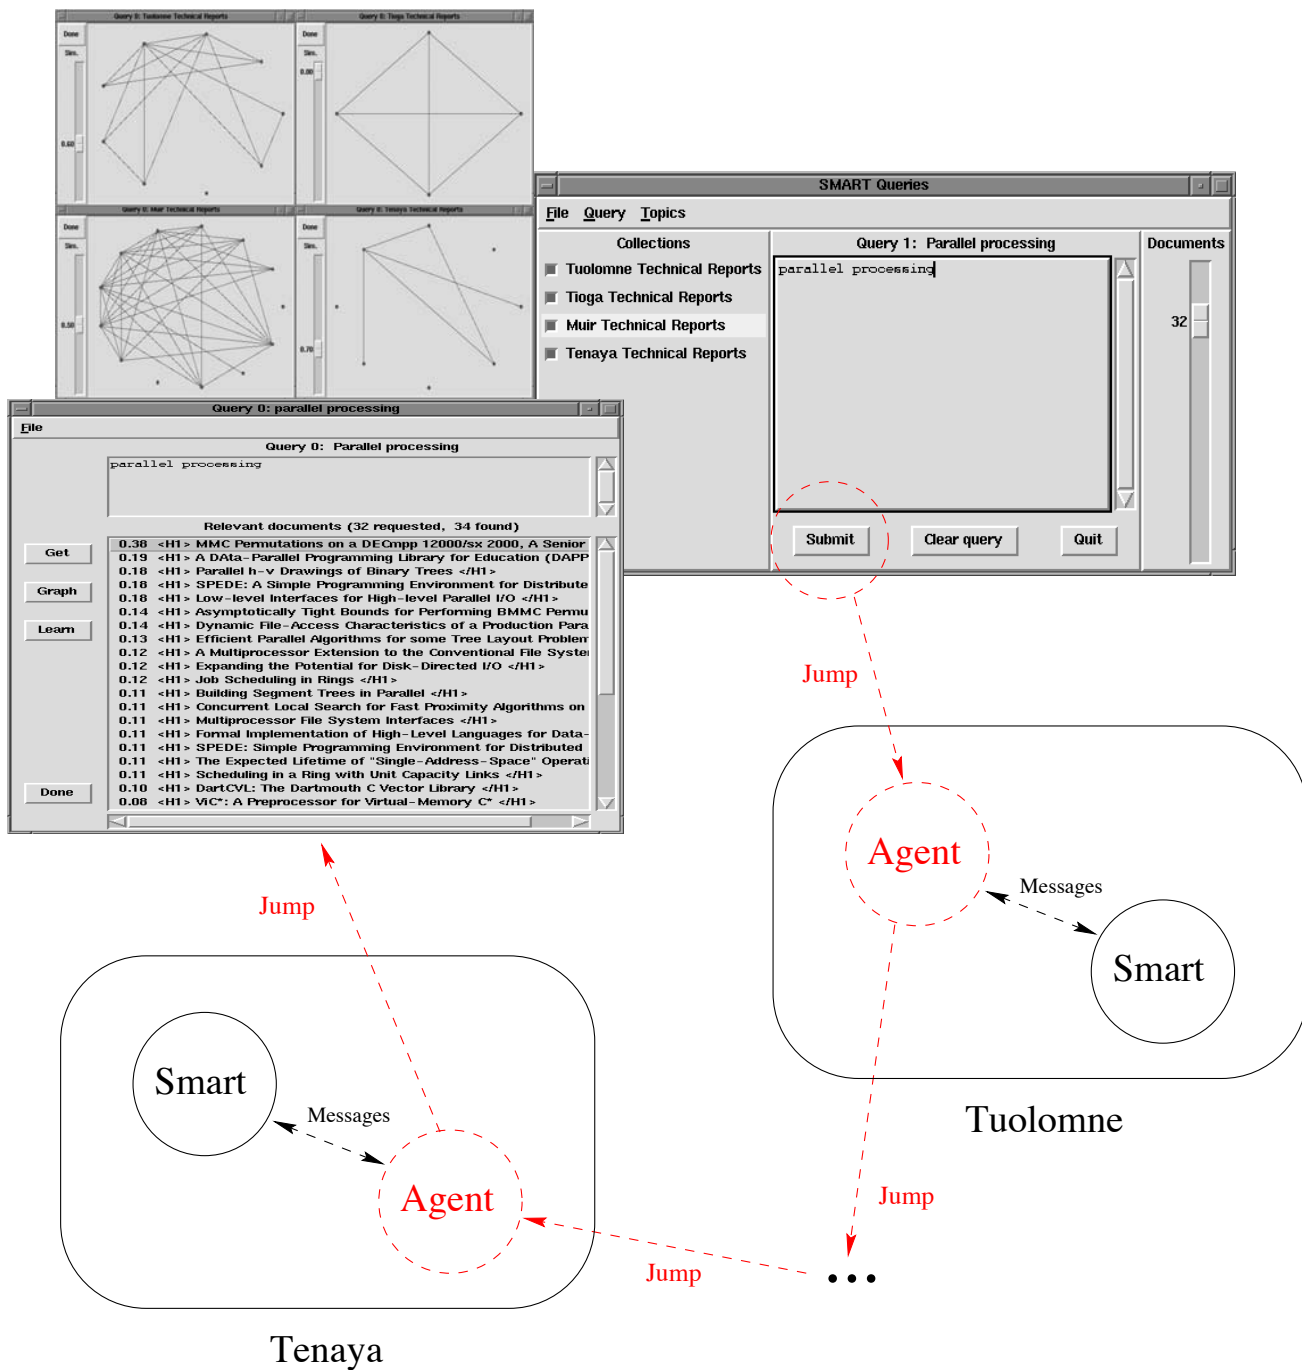 Query 0: Tuolomne Technical Reports
Done
Sim.
0.60
Query 0: Tioga Technical Reports
Done
Sim.
0.80
Query 0: Muir Technical Reports
Done
Sim.
0.50
Query 0: Tenaya Technical Reports
Done
Sim.
0.70
SMART Queries
File Query Topics
Collections
Tuolomne Technical Reports
Tioga Technical Reports
Muir Technical Reports
Tenaya Technical Reports
Query 1: Parallel processing
parallel processing
Documents
32
Submit Clear query Quit
Query 0: parallel processing
File
Query 0: Parallel processing
parallel processing
Relevant documents (32 requested, 34 found)
Get
Graph
Learn
Done
0.38 <H1> MMC Permutations on a DECmpp 12000/sx 2000, A Senior
0.19 <H1> A DAta-Parallel Programming Library for Education (DAPP
0.18 <H1> Parallel h-v Drawings of Binary Trees </H1>
0.18 <H1> SPEDE: A Simple Programming Environment for Distribute
0.18 <H1> Low-level Interfaces for High-level Parallel I/O </H1>
0.14 <H1> Asymptotically Tight Bounds for Performing BMMC Permu
0.14 <H1> Dynamic File-Access Characteristics of a Production Para
0.13 <H1> Efficient Parallel Algorithms for some Tree Layout Problem
0.12 <H1> A Multiprocessor Extension to the Conventional File System
0.12 <H1> Expanding the Potential for Disk-Directed I/O </H1>
0.12 <H1> Job Scheduling in Rings </H1>
0.11 <H1> Building Segment Trees in Parallel </H1>
0.11 <H1> Concurrent Local Search for Fast Proximity Algorithms on
0.11 <H1> Multiprocessor File System Interfaces </H1>
0.11 <H1> Formal Implementation of High-Level Languages for Data-
0.11 <H1> SPEDE: Simple Programming Environment for Distributed
0.11 <H1> The Expected Lifetime of "Single-Address-Space" Operati
0.11 <H1> Scheduling in a Ring with Unit Capacity Links </H1>
0.10 <H1> DartCVL: The Dartmouth C Vector Library </H1>
0.08 <H1> ViC*: A Preprocessor for Virtual-Memory C* </H1>
Jump
Agent
Messages
Smart
Tuolomne
Jump
...
Jump
Jump
Smart
Messages
Agent
Tenaya